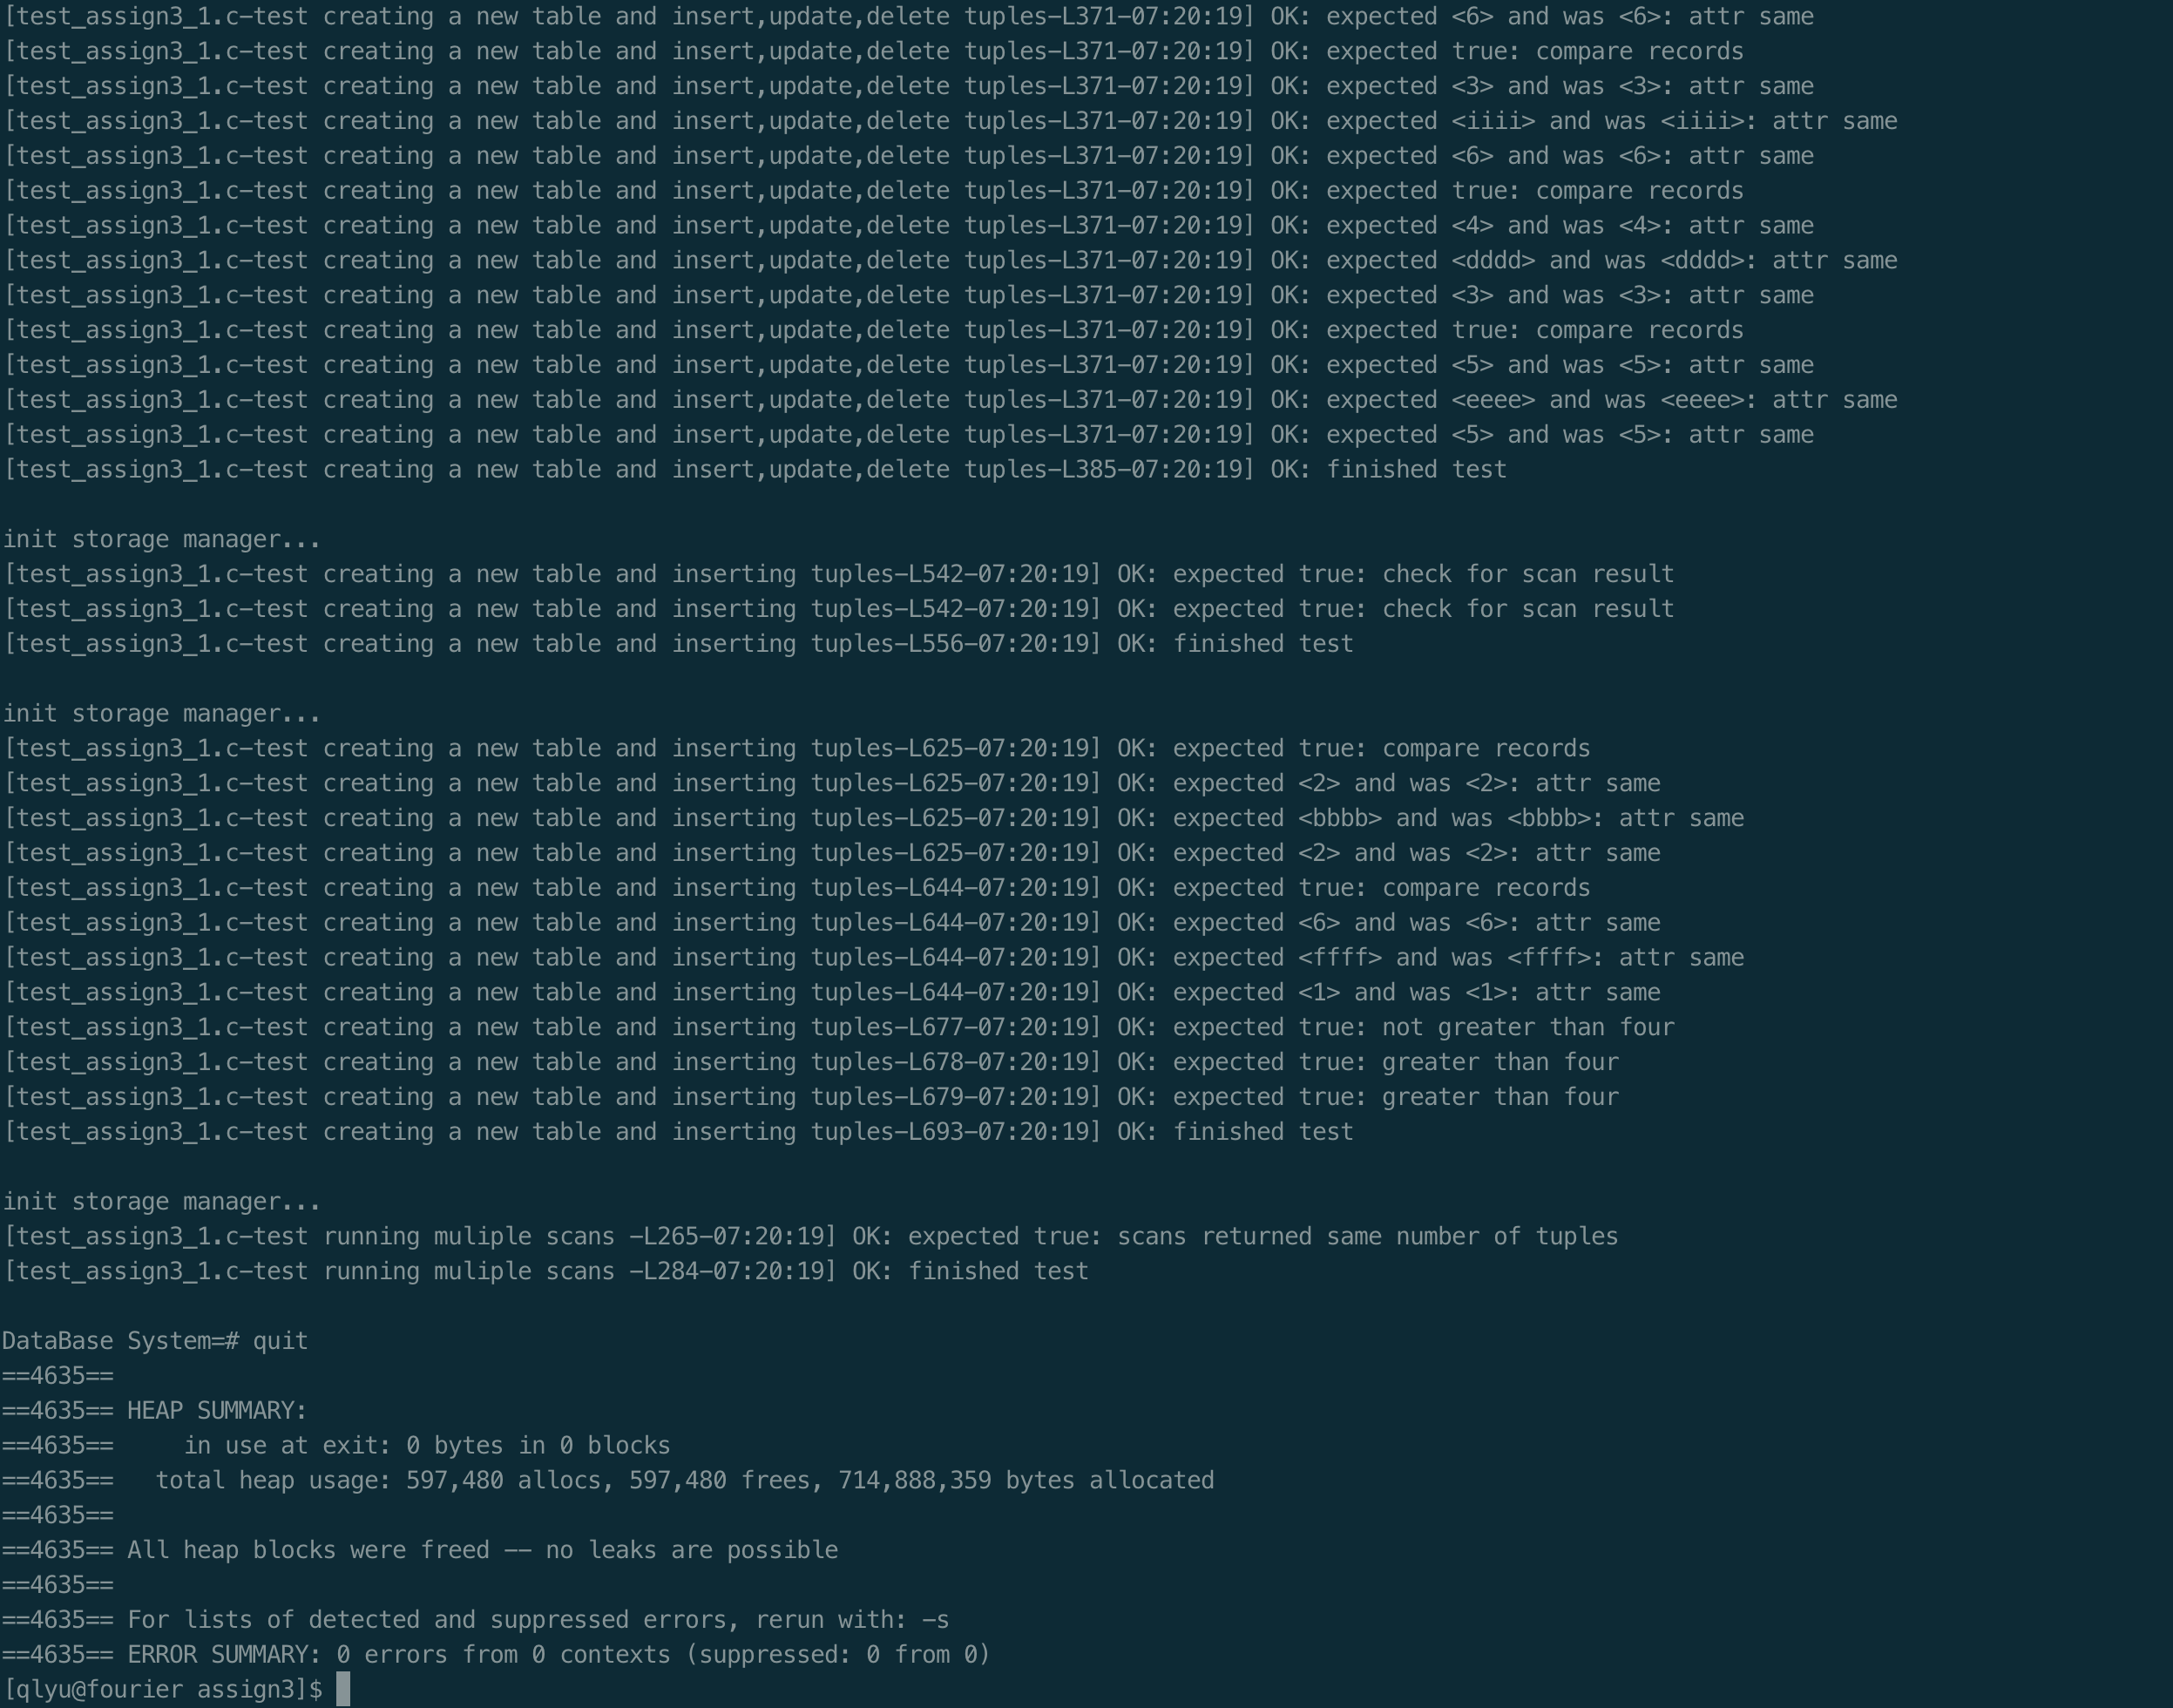 [test_assign3_1.c-test creating a new table and insert,update,delete tuples-L371-07:20:19] OK: expected <6> and was <6>: attr same
[test_assign3_1.c-test creating a new table and insert,update,delete tuples-L371-07:20:19] OK: expected true: compare records
[test_assign3_1.c-test creating a new table and insert,update,delete tuples-L371-07:20:19] OK: expected <3> and was <3>: attr same
[test_assign3_1.c-test creating a new table and insert,update,delete tuples-L371-07:20:19] OK: expected <iiii> and was <iiii>: attr same
[test_assign3_1.c-test creating a new table and insert,update,delete tuples-L371-07:20:19] OK: expected <6> and was <6>: attr same
[test_assign3_1.c-test creating a new table and insert,update,delete tuples-L371-07:20:19] OK: expected true: compare records
[test_assign3_1.c-test creating a new table and insert,update,delete tuples-L371-07:20:19] OK: expected <4> and was <4>: attr same
[test_assign3_1.c-test creating a new table and insert,update,delete tuples-L371-07:20:19] OK: expected <dddd> and was <dddd>: attr same
[test_assign3_1.c-test creating a new table and insert,update,delete tuples-L371-07:20:19] OK: expected <3> and was <3>: attr same
[test_assign3_1.c-test creating a new table and insert,update,delete tuples-L371-07:20:19] OK: expected true: compare records
[test_assign3_1.c-test creating a new table and insert,update,delete tuples-L371-07:20:19] OK: expected <5> and was <5>: attr same
[test_assign3_1.c-test creating a new table and insert,update,delete tuples-L371-07:20:19] OK: expected <eeee> and was <eeee>: attr same
[test_assign3_1.c-test creating a new table and insert,update,delete tuples-L371-07:20:19] OK: expected <5> and was <5>: attr same
[test_assign3_1.c-test creating a new table and insert,update,delete tuples-L385-07:20:19] OK: finished test

init storage manager...
[test_assign3_1.c-test creating a new table and inserting tuples-L542-07:20:19] OK: expected true: check for scan result
[test_assign3_1.c-test creating a new table and inserting tuples-L542-07:20:19] OK: expected true: check for scan result
[test_assign3_1.c-test creating a new table and inserting tuples-L556-07:20:19] OK: finished test

init storage manager...
[test_assign3_1.c-test creating a new table and inserting tuples-L625-07:20:19] OK: expected true: compare records
[test_assign3_1.c-test creating a new table and inserting tuples-L625-07:20:19] OK: expected <2> and was <2>: attr same
[test_assign3_1.c-test creating a new table and inserting tuples-L625-07:20:19] OK: expected <bbbb> and was <bbbb>: attr same
[test_assign3_1.c-test creating a new table and inserting tuples-L625-07:20:19] OK: expected <2> and was <2>: attr same
[test_assign3_1.c-test creating a new table and inserting tuples-L644-07:20:19] OK: expected true: compare records
[test_assign3_1.c-test creating a new table and inserting tuples-L644-07:20:19] OK: expected <6> and was <6>: attr same
[test_assign3_1.c-test creating a new table and inserting tuples-L644-07:20:19] OK: expected <ffff> and was <ffff>: attr same
[test_assign3_1.c-test creating a new table and inserting tuples-L644-07:20:19] OK: expected <1> and was <1>: attr same
[test_assign3_1.c-test creating a new table and inserting tuples-L677-07:20:19] OK: expected true: not greater than four
[test_assign3_1.c-test creating a new table and inserting tuples-L678-07:20:19] OK: expected true: greater than four
[test_assign3_1.c-test creating a new table and inserting tuples-L679-07:20:19] OK: expected true: greater than four
[test_assign3_1.c-test creating a new table and inserting tuples-L693-07:20:19] OK: finished test

init storage manager...
[test_assign3_1.c-test running muliple scans -L265-07:20:19] OK: expected true: scans returned same number of tuples
[test_assign3_1.c-test running muliple scans -L284-07:20:19] OK: finished test

DataBase System=# quit
==4635==
==4635== HEAP SUMMARY:
==4635==     in use at exit: 0 bytes in 0 blocks
==4635==   total heap usage: 597,480 allocs, 597,480 frees, 714,888,359 bytes allocated
==4635==
==4635== All heap blocks were freed -- no leaks are possible
==4635==
==4635== For lists of detected and suppressed errors, rerun with: -s
==4635== ERROR SUMMARY: 0 errors from 0 contexts (suppressed: 0 from 0)
[qlyu@fourier assign3]$